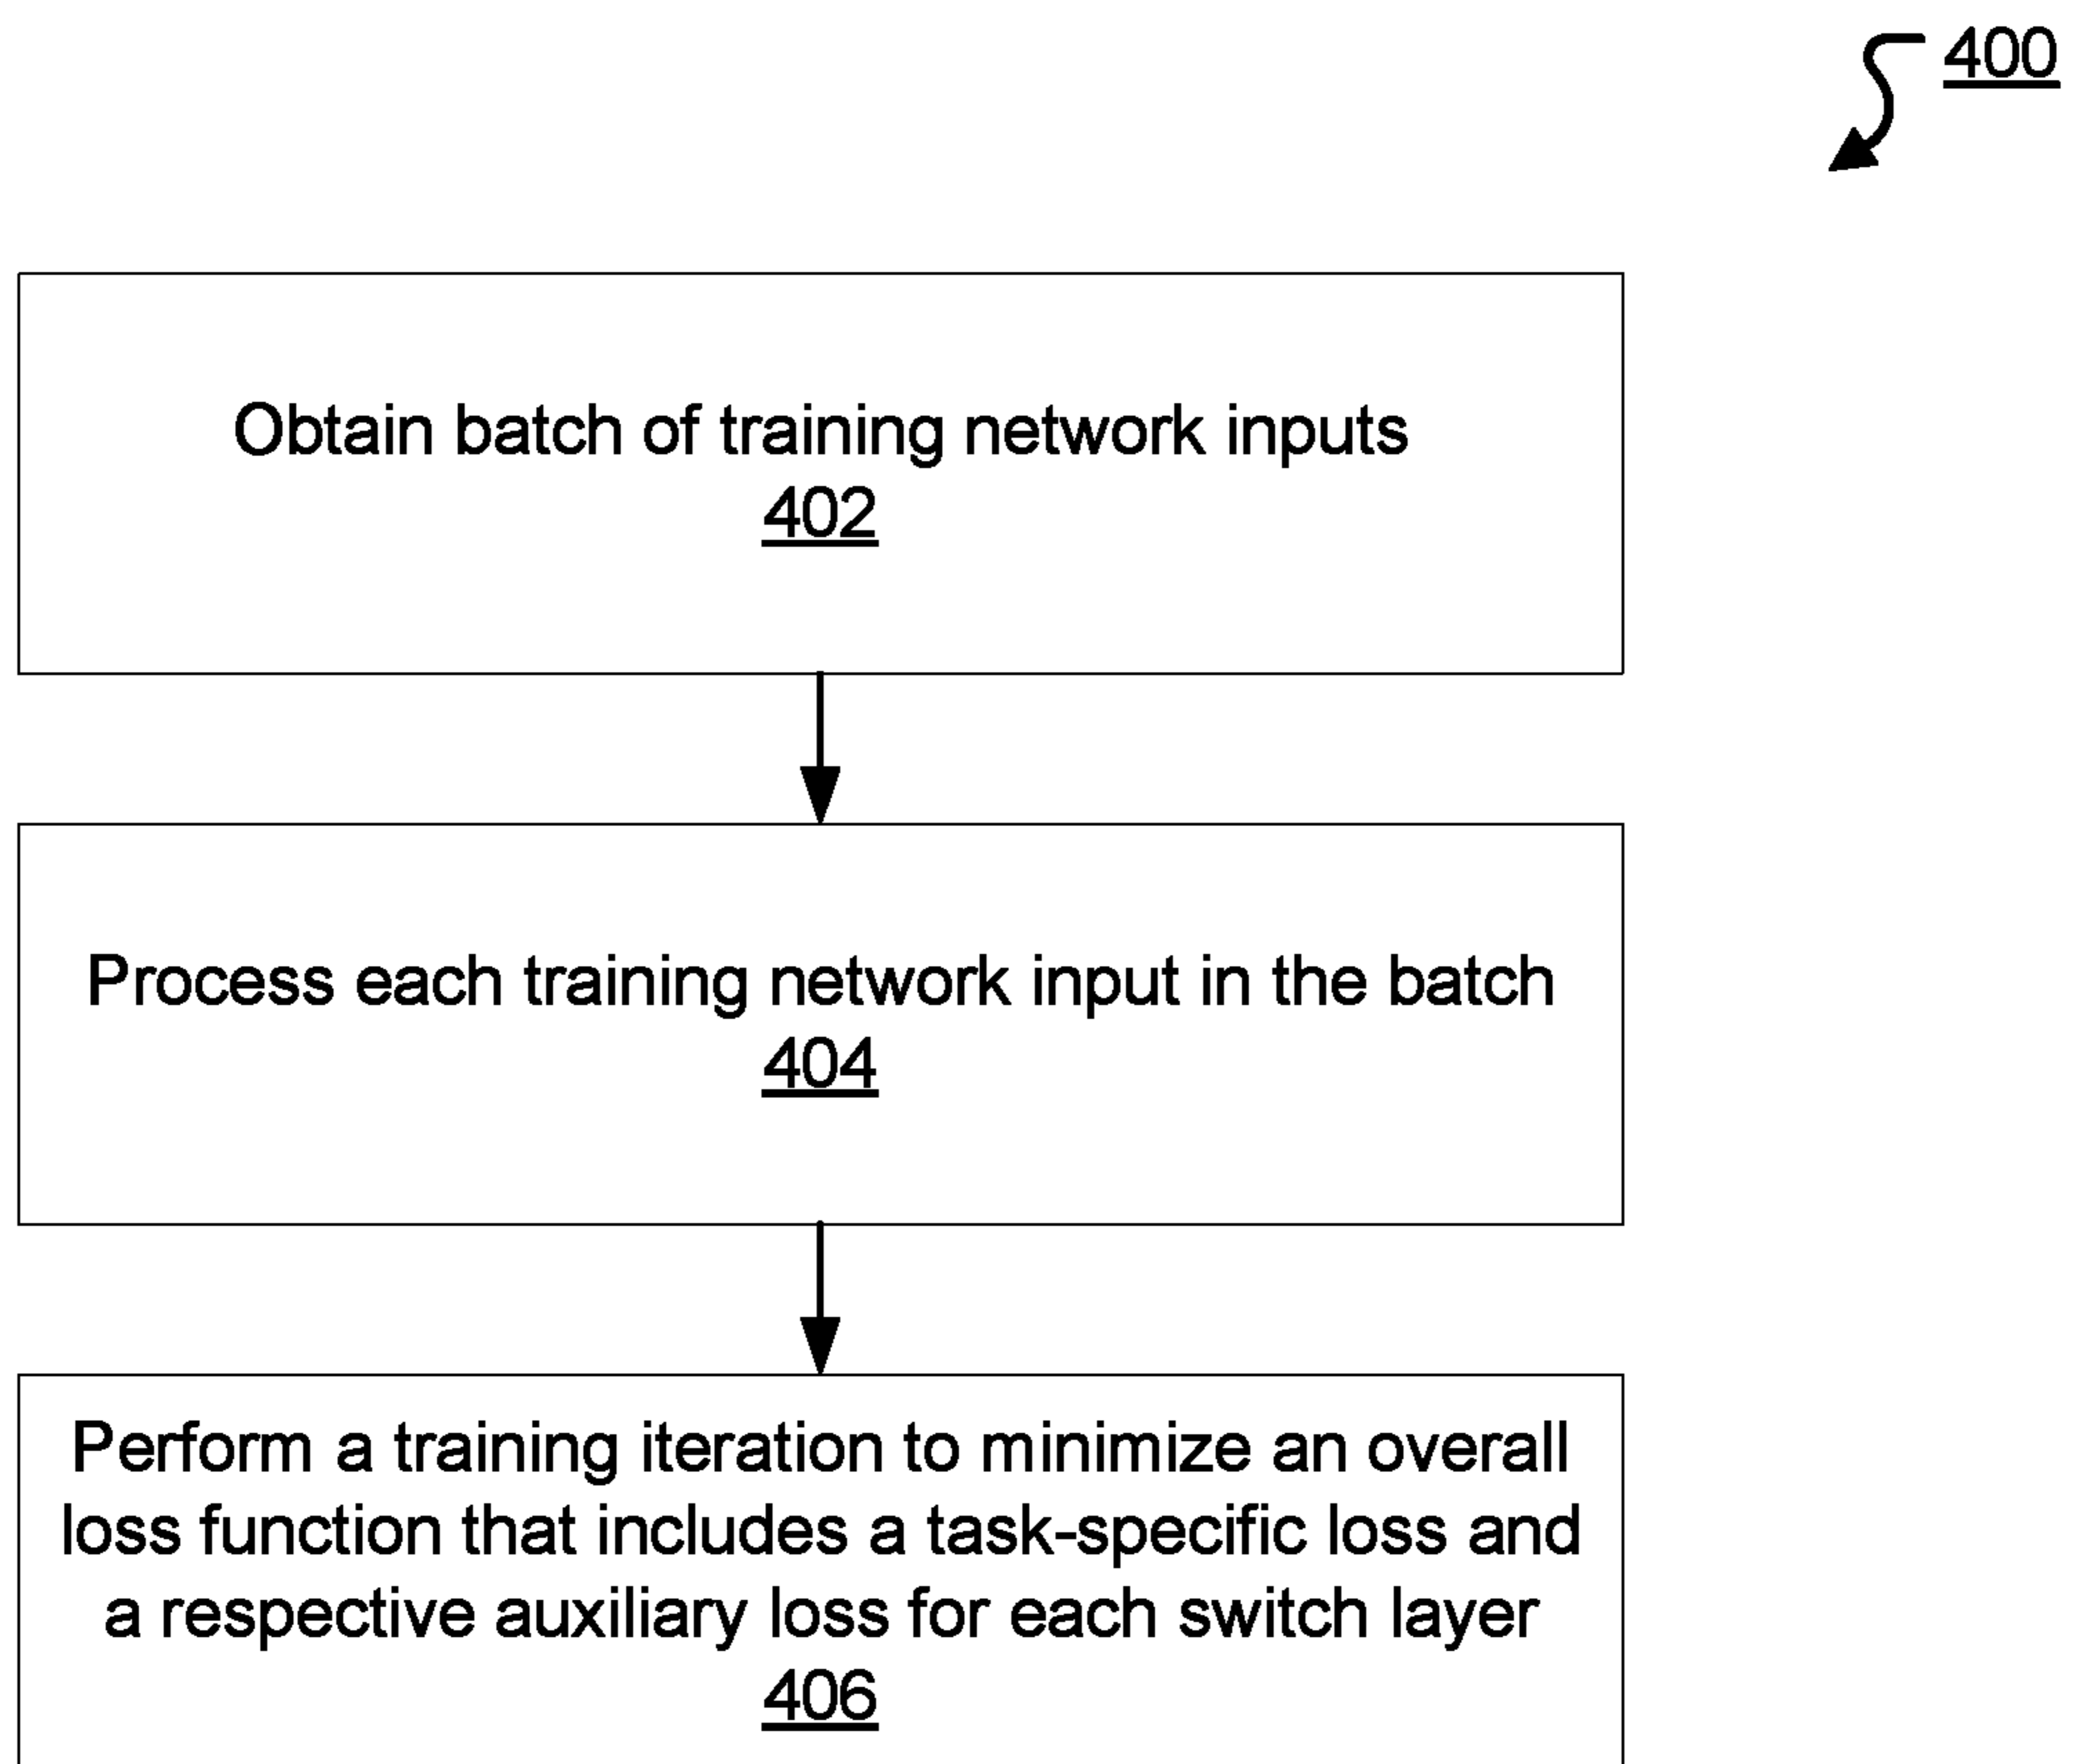 400
Obtain batch of training network inputs
402
Process each training network input in the batch
404
Perform a training iteration to minimize an overall
loss function that includes a task-specific loss and
a respective auxiliary loss for each switch layer
406